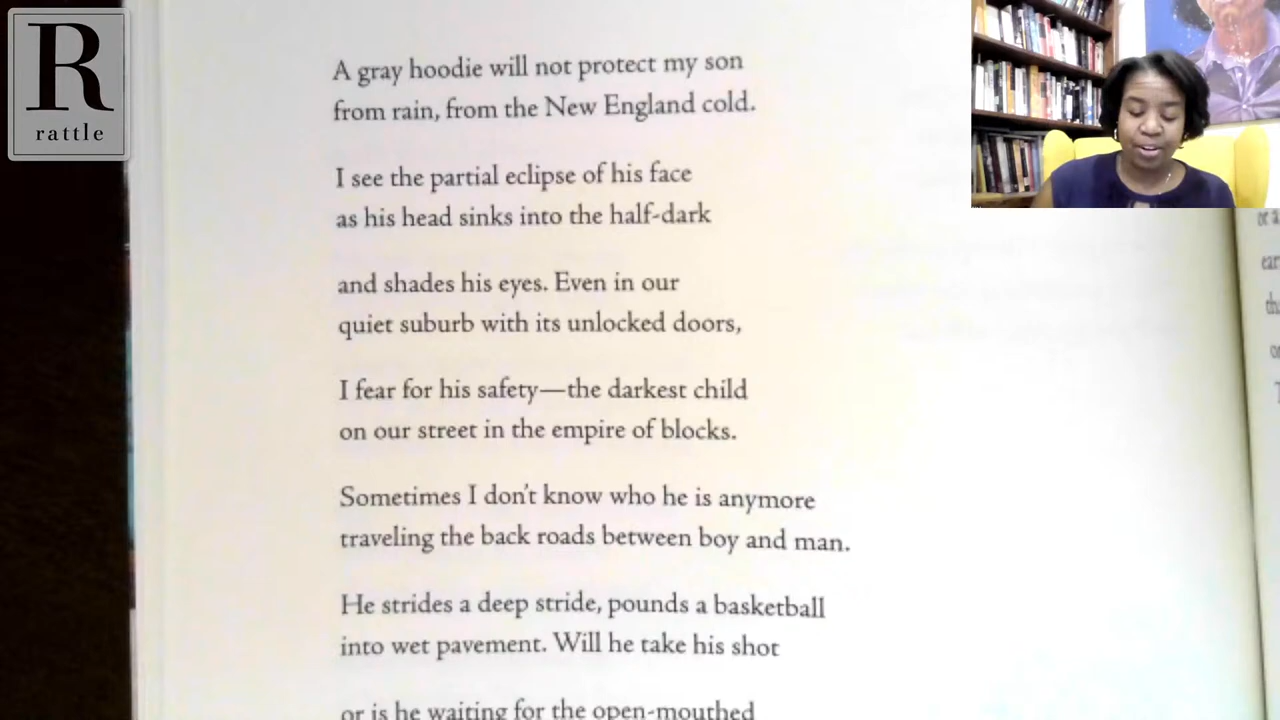 R
rattle
A gray hoodie will not protect my son
from rain, from the New England cold.
I see the partial eclipse of his face
as his head sinks into the half-dark
and shades his eyes. Even in our
quiet suburb with its unlocked doors,
I fear for his safety—the darkest child
on our street in the empire of blocks.
Sometimes I don't know who he is anymore
traveling the back roads between boy and man.
He strides a deep stride, pounds a basketball
into wet pavement. Will he take his shot
or is he waiting for the open-mouthed